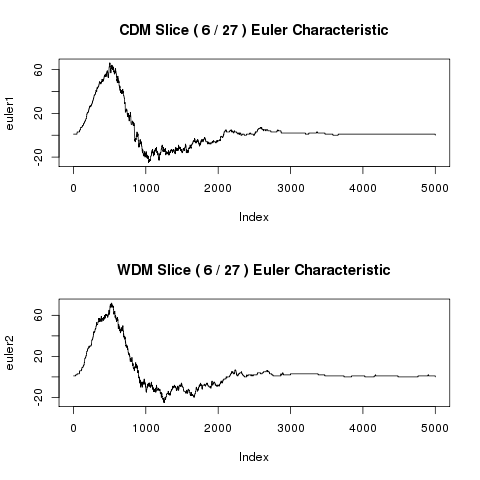 CDM Slice ( 6 / 27 ) Euler Characteristic
euler1
60
20
-20
0 1000 2000 3000 4000 5000
Index
WDM Slice ( 6 / 27 ) Euler Characteristic
euler2
60
20
-20
0 1000 2000 3000 4000 5000
Index